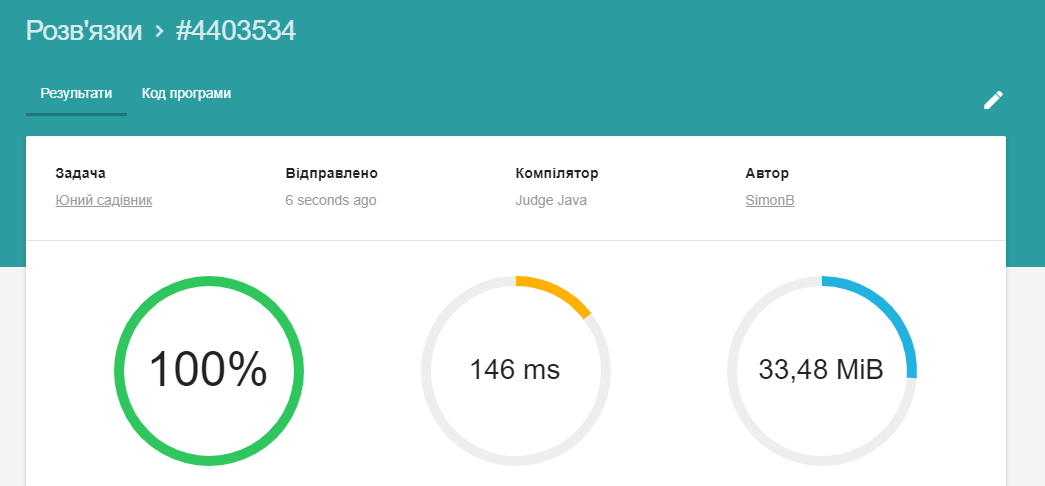 Розв'язки › #4403534
Результати Код програми
Задача Відправлено Компілятор Автор
Юний садівник 6 seconds ago Judge Java SimonB
100% 146 ms 33,48 MiB